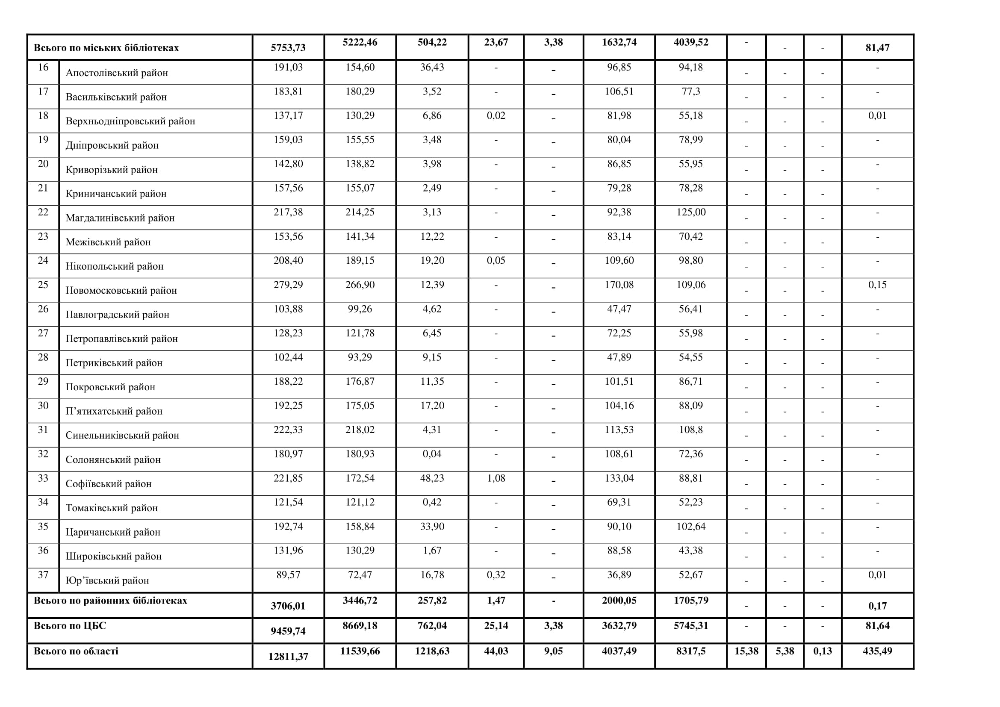 Всього по міських бібліотеках 5753,73 5222,46 504,22 23,67 3,38 1632,74 4039,52 - - - 81,47
16 Апостолівський район 191,03 154,60 36,43 - - 96,85 94,18 - - - -
17 Васильківський район 183,81 180,29 3,52 - - 106,51 77,3 - - - -
18 Верхньодніпровський район 137,17 130,29 6,86 0,02 - 81,98 55,18 - - - 0,01
19 Дніпровський район 159,03 155,55 3,48 - - 80,04 78,99 - - - -
20 Криворізький район 142,80 138,82 3,98 - - 86,85 55,95 - - - -
21 Криничанський район 157,56 155,07 2,49 - - 79,28 78,28 - - - -
22 Магдалинівський район 217,38 214,25 3,13 - - 92,38 125,00 - - - -
23 Межівський район 153,56 141,34 12,22 - - 83,14 70,42 - - - -
24 Нікопольський район 208,40 189,15 19,20 0,05 - 109,60 98,80 - - - -
25 Новомосковський район 279,29 266,90 12,39 - - 170,08 109,06 - - - 0,15
26 Павлоградський район 103,88 99,26 4,62 - - 47,47 56,41 - - - -
27 Петропавлівський район 128,23 121,78 6,45 - - 72,25 55,98 - - - -
28 Петриківський район 102,44 93,29 9,15 - - 47,89 54,55 - - - -
29 Покровський район 188,22 176,87 11,35 - - 101,51 86,71 - - - -
30 П’ятихатський район 192,25 175,05 17,20 - - 104,16 88,09 - - - -
31 Синельниківський район 222,33 218,02 4,31 - - 113,53 108,8 - - - -
32 Солонянський район 180,97 180,93 0,04 - - 108,61 72,36 - - - -
33 Софіївський район 221,85 172,54 48,23 1,08 - 133,04 88,81 - - - -
34 Томаківський район 121,54 121,12 0,42 - - 69,31 52,23 - - - -
35 Царичанський район 192,74 158,84 33,90 - - 90,10 102,64 - - - -
36 Широківський район 131,96 130,29 1,67 - - 88,58 43,38 - - - -
37 Юр’ївський район 89,57 72,47 16,78 0,32 - 36,89 52,67 - - - 0,01
Всього по районних бібліотеках 3706,01 3446,72 257,82 1,47 - 2000,05 1705,79 - - - 0,17
Всього по ЦБС 9459,74 8669,18 762,04 25,14 3,38 3632,79 5745,31 - - - 81,64
Всього по області 12811,37 11539,66 1218,63 44,03 9,05 4037,49 8317,5 15,38 5,38 0,13 435,49